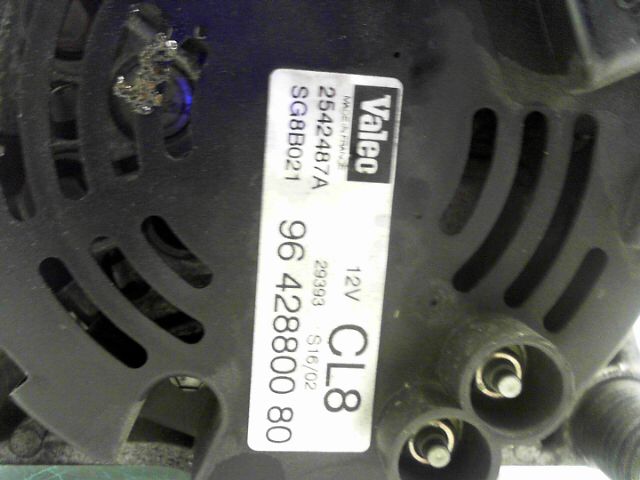 Valeo
MADE IN FRANCE
2542487A
SG8B021
12V CL8
29393 S16/02
96 428800 80